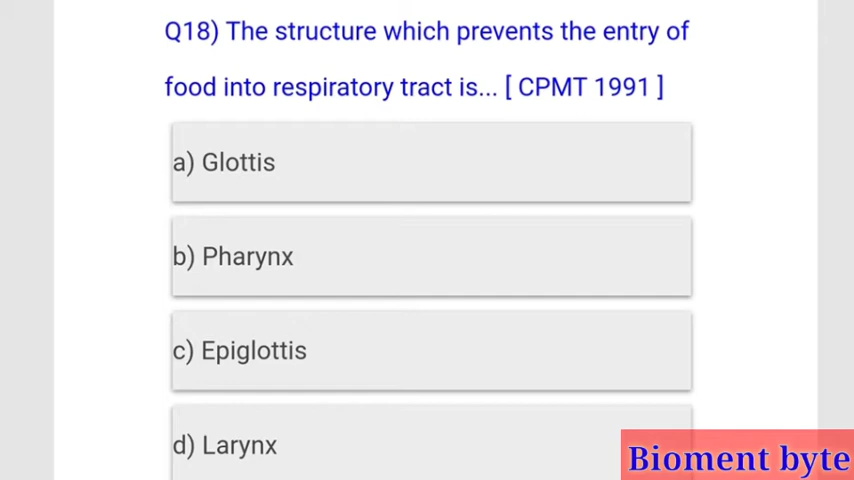 Q18) The structure which prevents the entry of
food into respiratory tract is... [ CPMT 1991 ]
a) Glottis
b) Pharynx
c) Epiglottis
d) Larynx
Bioment byte